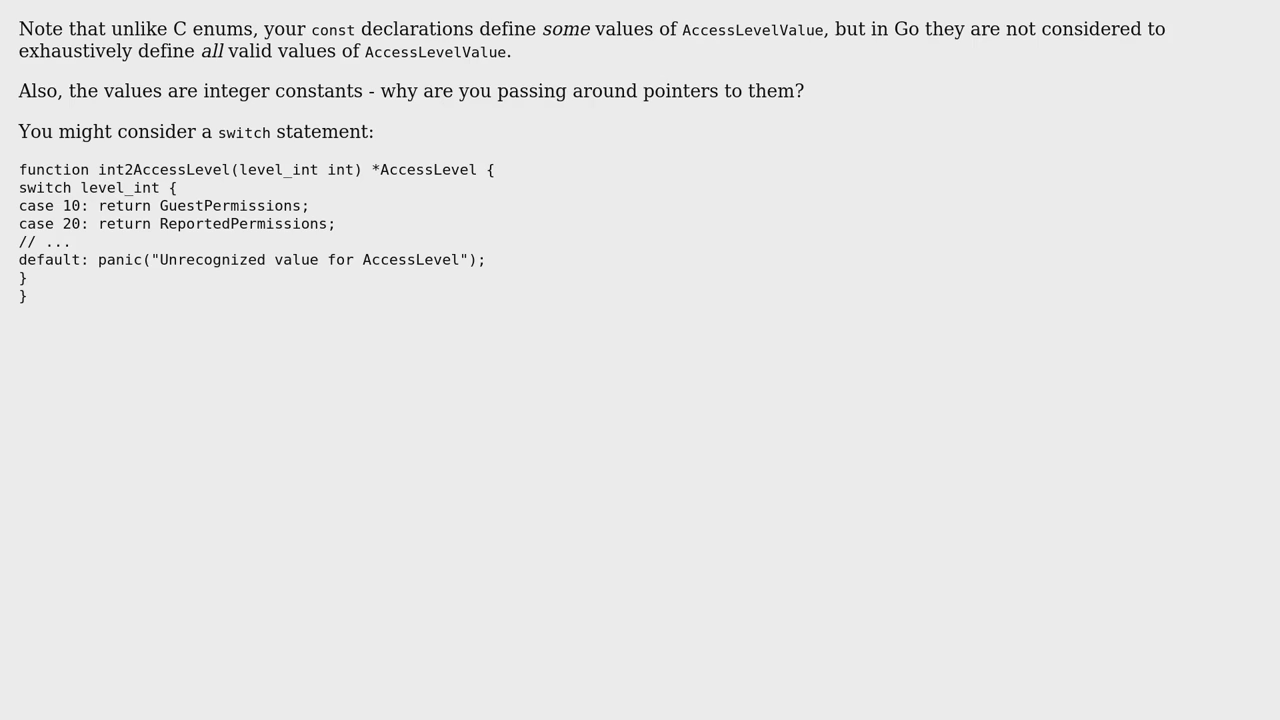 Note that unlike C enums, your const declarations define some values of AccessLevelValue, but in Go they are not considered to
exhaustively define all valid values of AccessLevelValue.
Also, the values are integer constants - why are you passing around pointers to them?
You might consider a switch statement:
function int2AccessLevel(level_int int) *AccessLevel {
switch level_int {
case 10: return GuestPermissions;
case 20: return ReportedPermissions;
// ...
default: panic("Unrecognized value for AccessLevel");
}
}